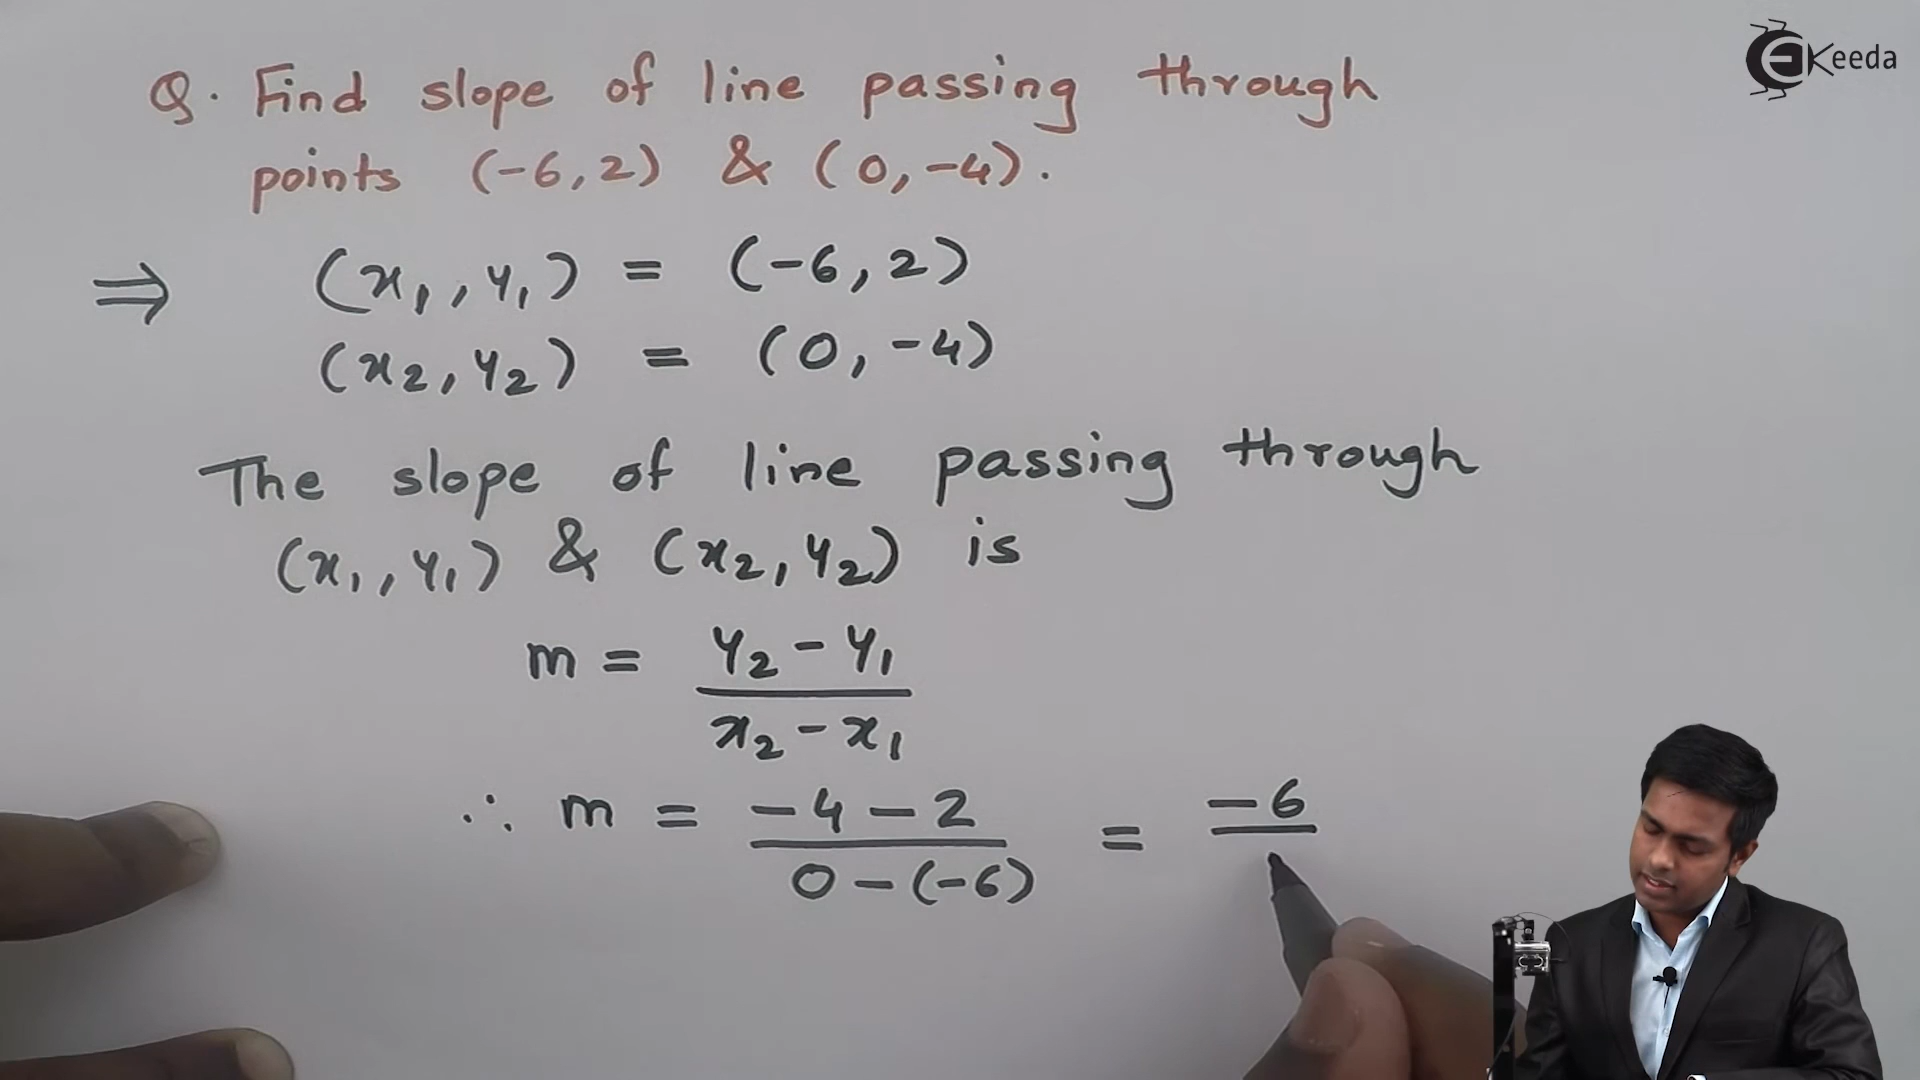 Keeda
Q. Find slope of line passing through
points (-6,2) & (0,-4).
⇒ (x₁,y₁) = (-6,2)
(x₂,y₂) = (0,-4)
The slope of line passing through
(x₁,y₁) & (x₂,y₂) is
m = y₂-y₁
x₂-x₁
∴ m = -4-2 = -6
0-(-6)